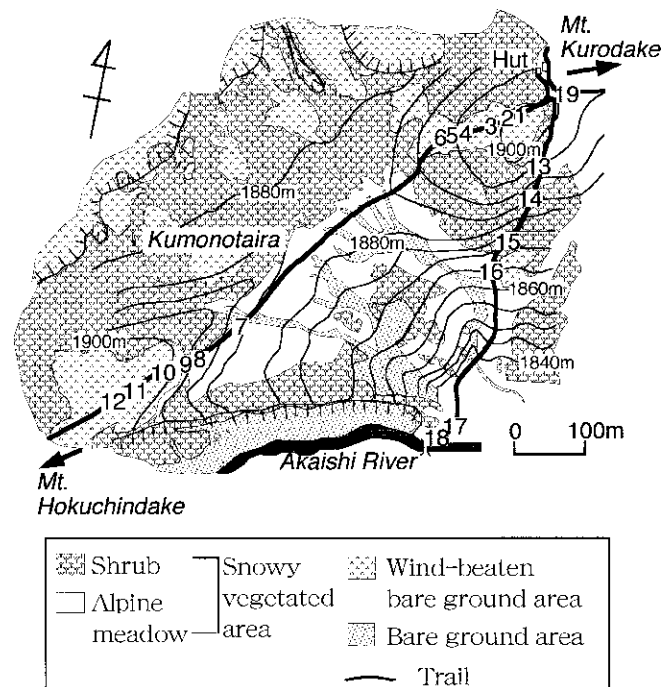 Mt.
Kurodake
Hut
19
6 5 4 3 2 1
1900m
13
14
1880m
Kumonotaira
1880m
15
16
1860m
7
1900m
9 8
10
11
12
1840m
17
18
0 100m
Akaishi River
Mt.
Hokuchindake
Shrub
Alpine
meadow
Snowy
vegetated
area
Wind-beaten
bare ground area
Bare ground area
Trail